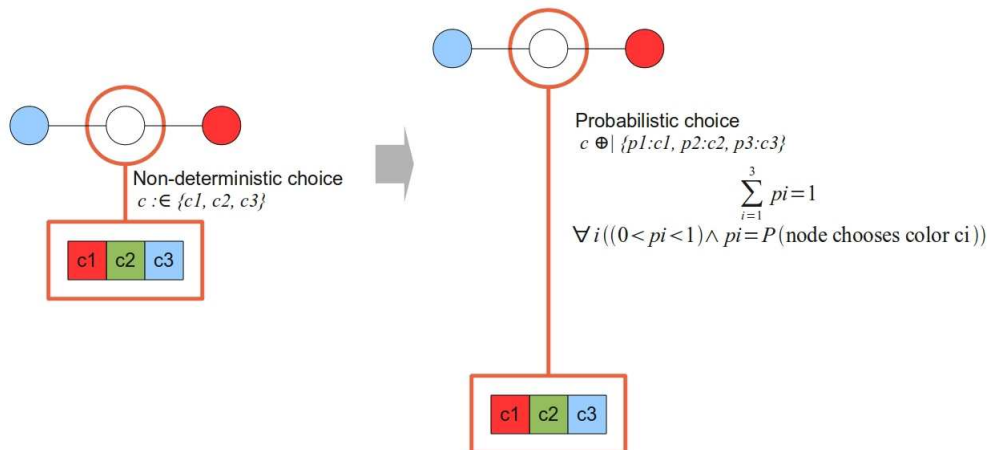 Non-deterministic choice
c :∈ {c1, c2, c3}
c1 c2 c3
Probabilistic choice
c ⊕| {p1:c1, p2:c2, p3:c3}
3
∑ pi=1
i=1
∀ i((0<pi<1)∧ pi=P(node chooses color ci))
c1 c2 c3